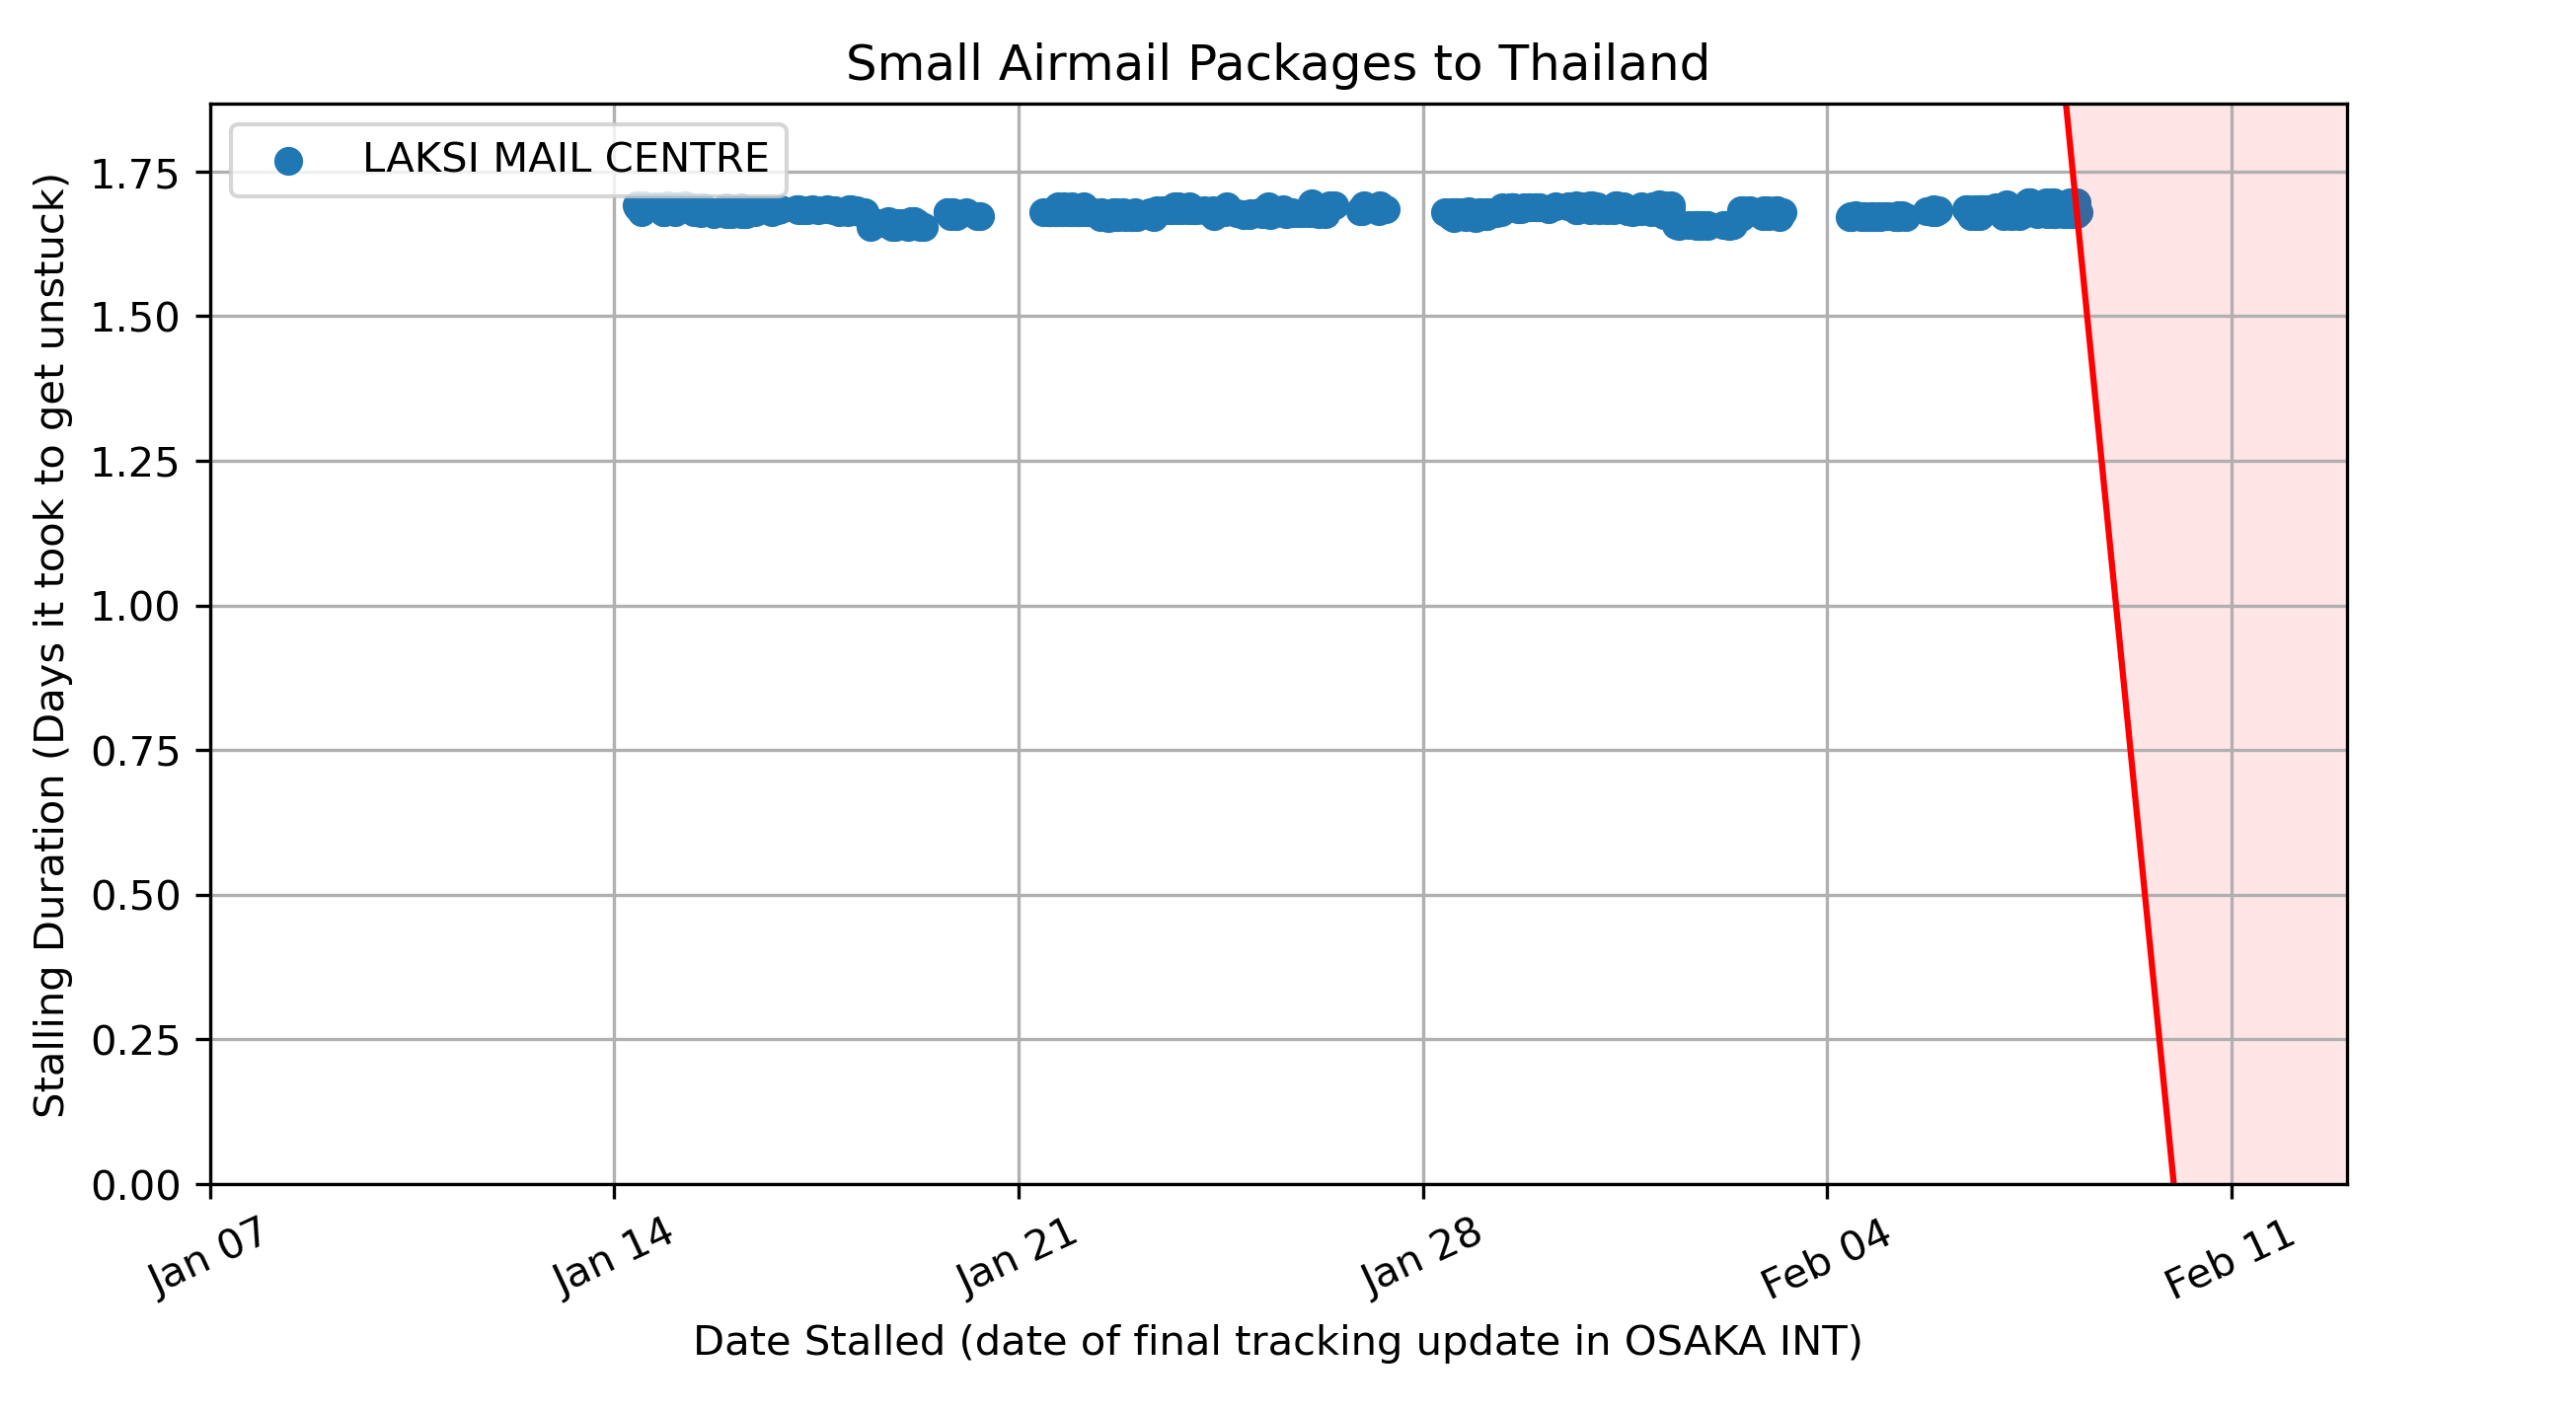 Small Airmail Packages to Thailand
LAKSI MAIL CENTRE
Stalling Duration (Days it took to get unstuck)
1.75
1.50
1.25
1.00
0.75
0.50
0.25
0.00
Jan 07
Jan 14
Jan 21
Jan 28
Feb 04
Feb 11
Date Stalled (date of final tracking update in OSAKA INT)